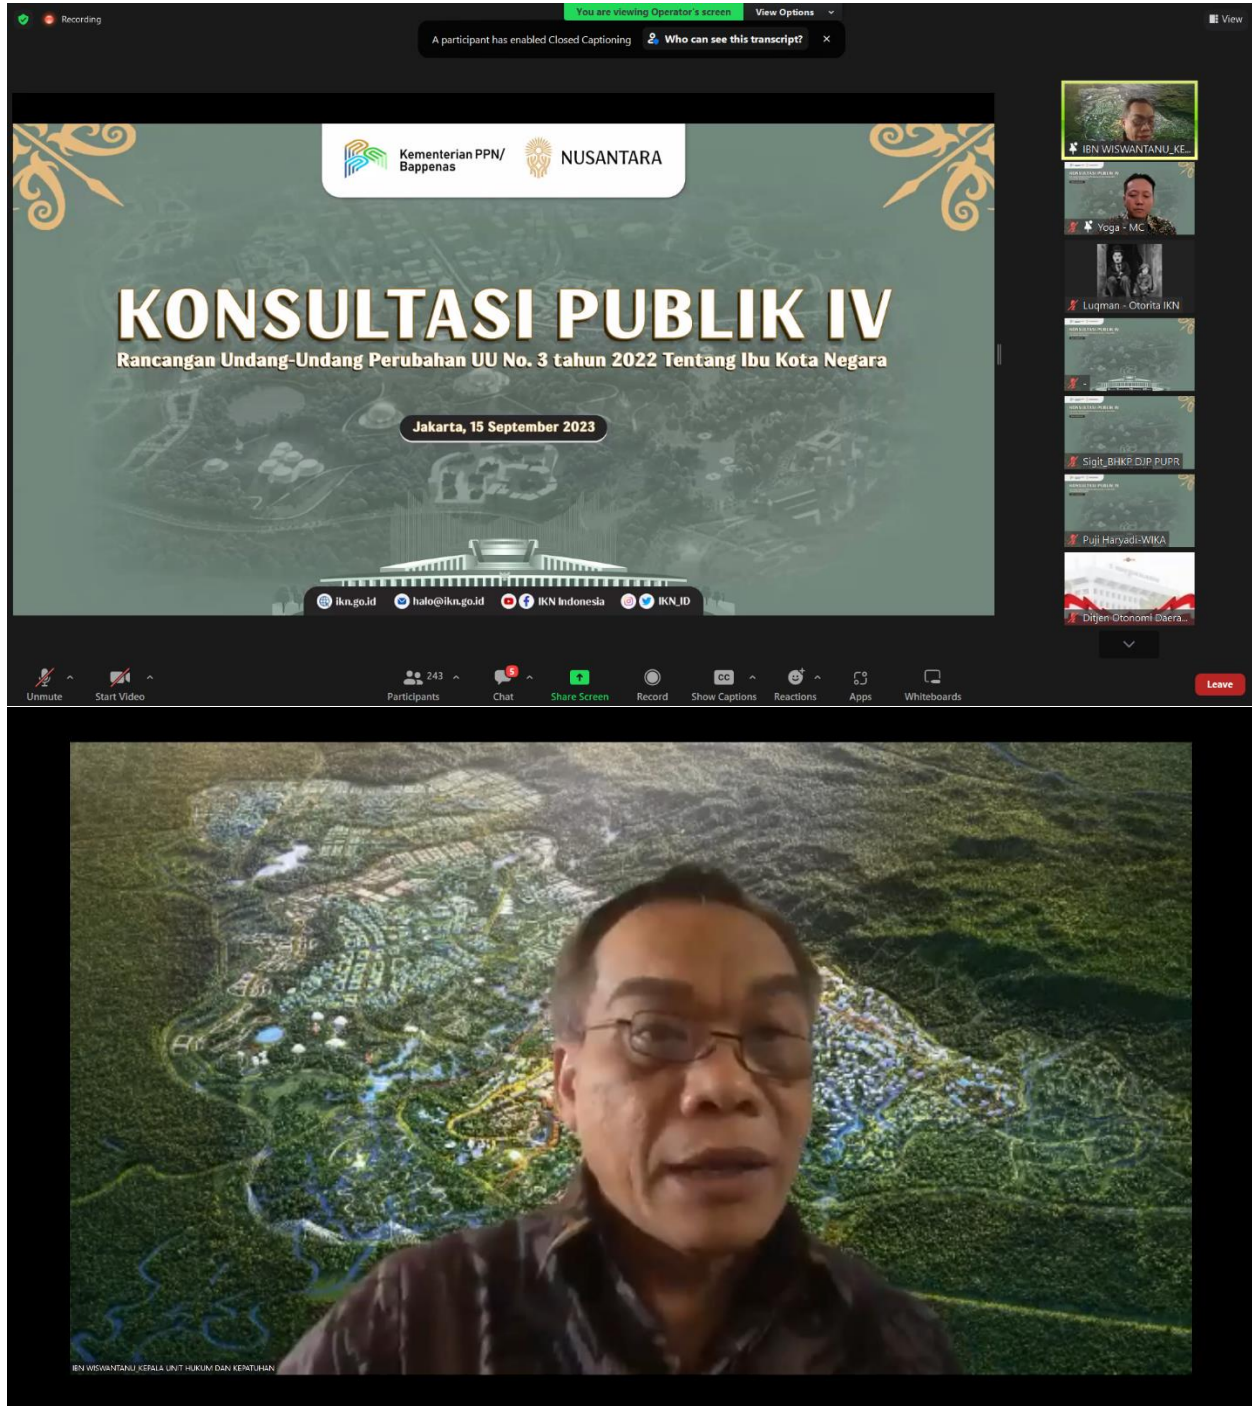 Recording
You are viewing Operator's screen
View Options
View
A participant has enabled Closed Captioning
Who can see this transcript?
Kementerian PPN/
Bappenas
NUSANTARA
KONSULTASI PUBLIK IV
Rancangan Undang-Undang Perubahan UU No. 3 tahun 2022 Tentang Ibu Kota Negara
Jakarta, 15 September 2023
ikn.go.id
halo@ikn.go.id
IKN Indonesia
IKN_ID
IBN WISWANTANU_KE...
Yoga - MC
Luqman - Otorita IKN
-
Sigit_BHKP DJP PUPR
Puji Haryadi-WIKA
Ditjen Otonomi Daera...
Unmute
Start Video
243
Participants
5
Chat
Share Screen
Record
CC
Show Captions
Reactions
Apps
Whiteboards
Leave
IBN WISWANTANU_KEPALA UNIT HUKUM DAN KEPATUHAN